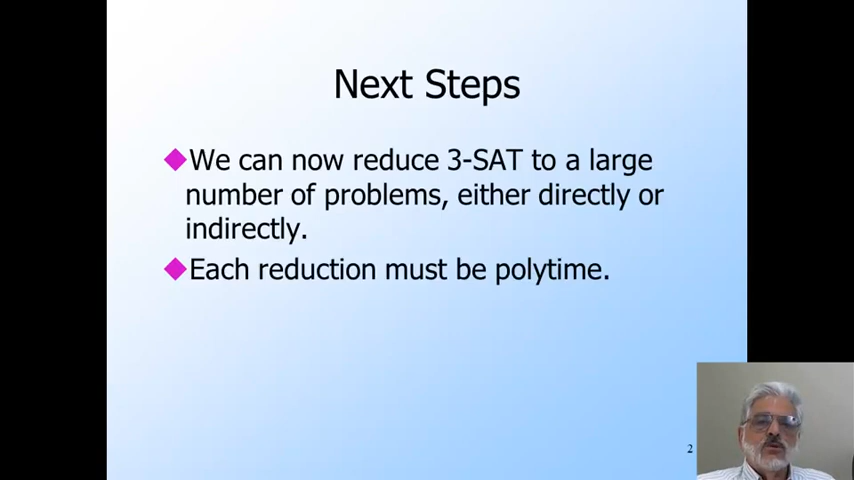 Next Steps
We can now reduce 3-SAT to a large
number of problems, either directly or
indirectly.
Each reduction must be polytime.
2